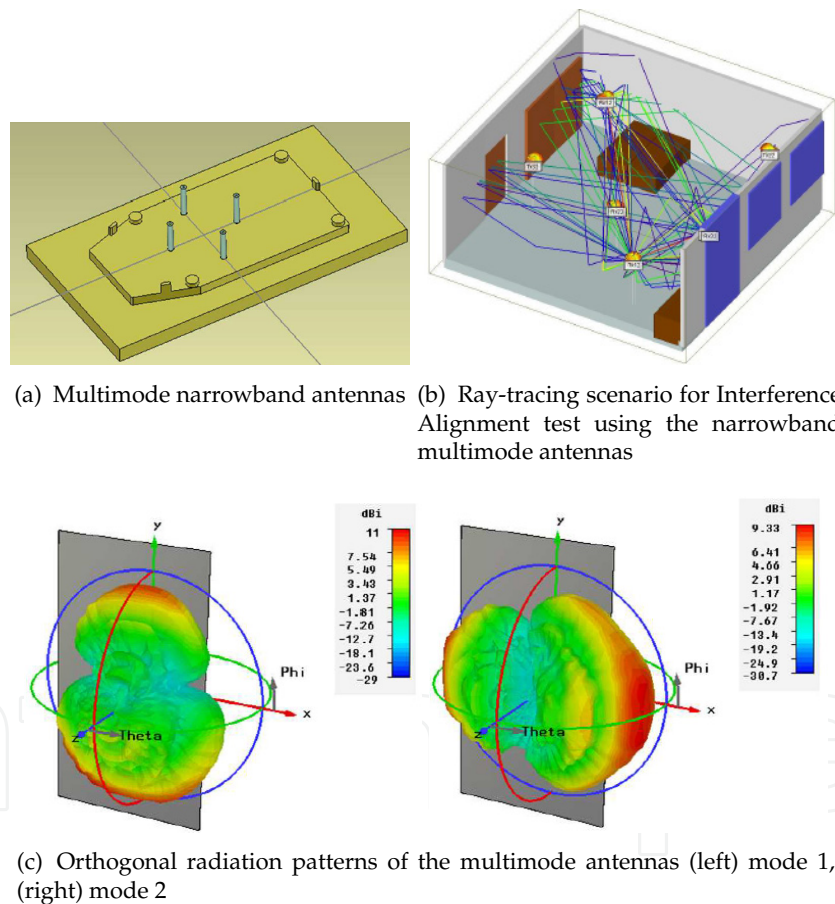 (a) Multimode narrowband antennas
(b) Ray-tracing scenario for Interference
Alignment test using the narrowband
multimode antennas
dBi
11
7.54
5.49
3.43
1.37
-1.81
-7.26
-12.7
-18.1
-23.6
-29
y
Phi
x
z
Theta
dBi
9.33
6.41
4.66
2.91
1.17
-1.92
-7.67
-13.4
-19.2
-24.9
-30.7
y
Phi
x
z
Theta
(c) Orthogonal radiation patterns of the multimode antennas (left) mode 1,
(right) mode 2